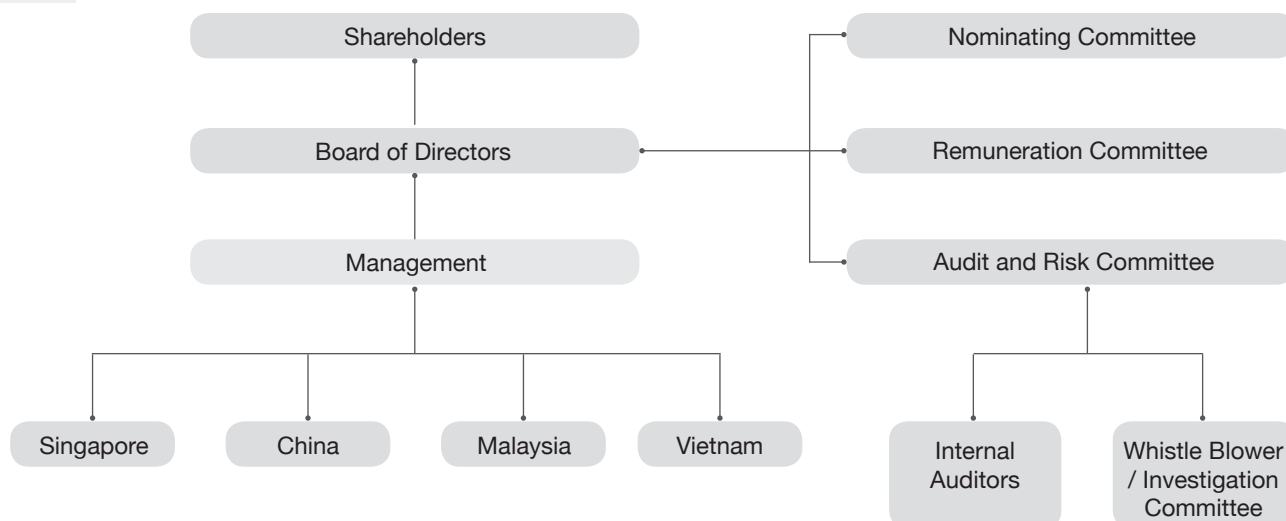 Shareholders
Nominating Committee
Board of Directors
Remuneration Committee
Management
Audit and Risk Committee
Singapore
China
Malaysia
Vietnam
Internal
Auditors
Whistle Blower
/ Investigation
Committee